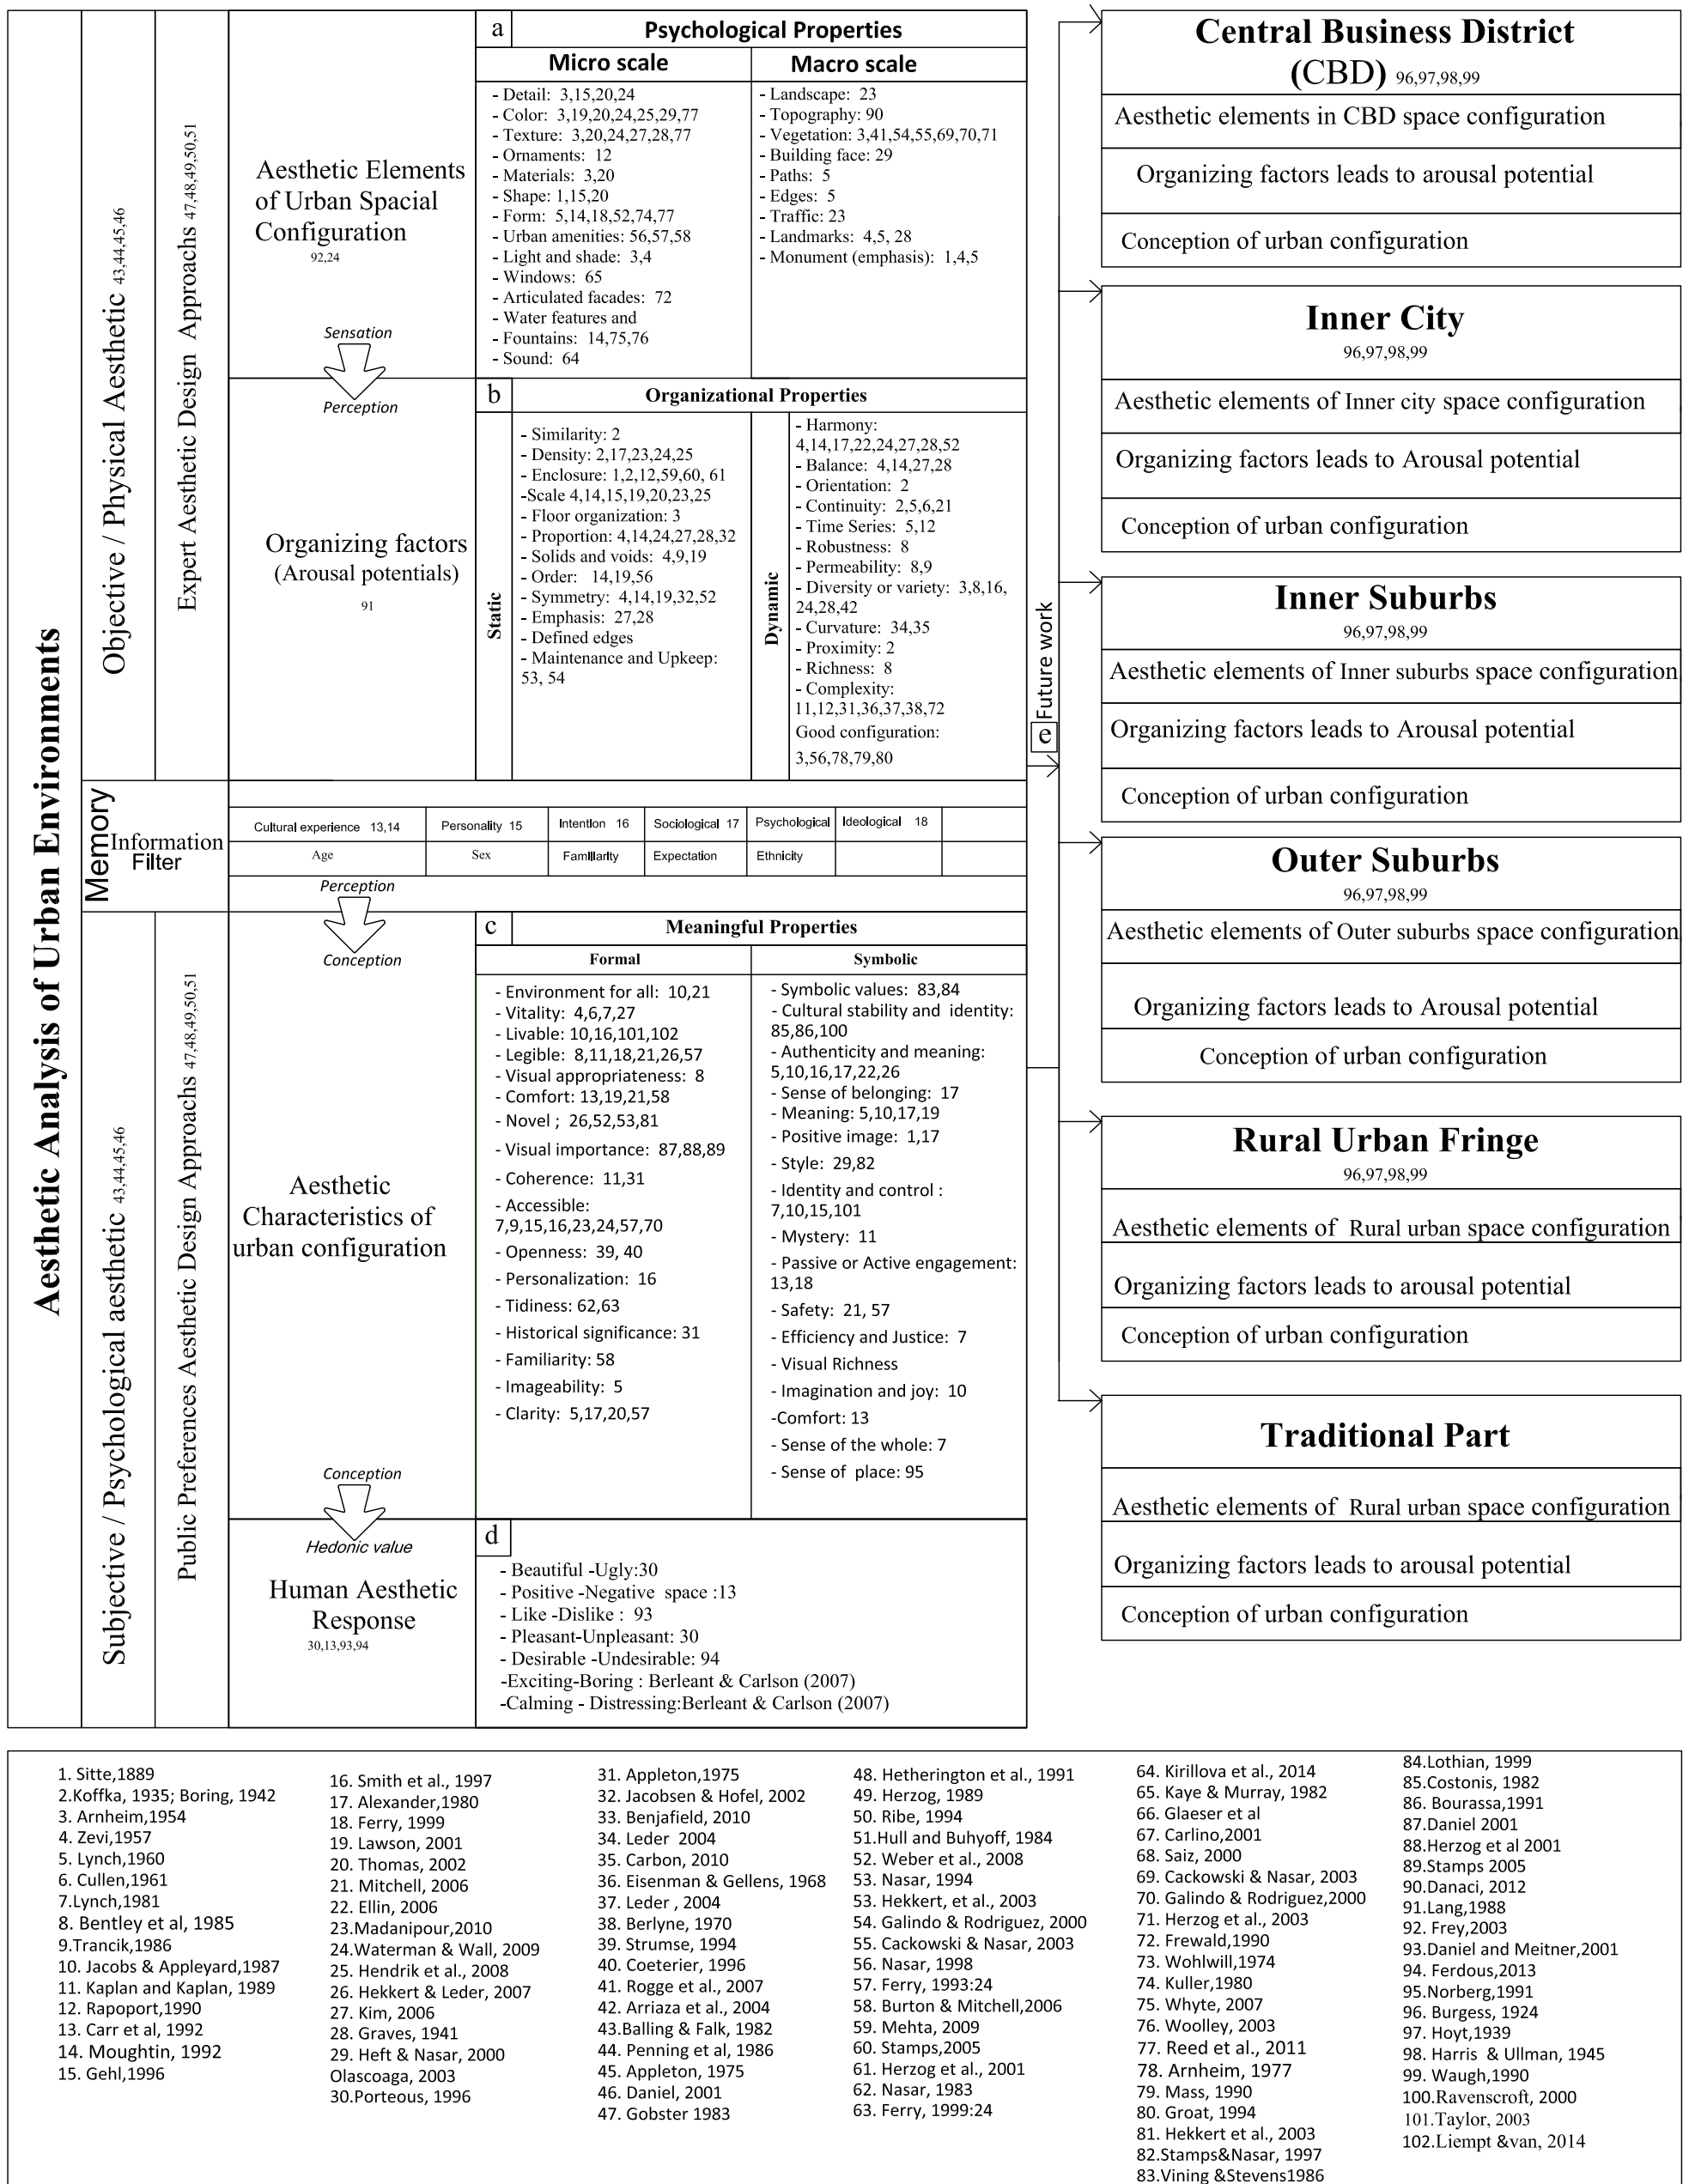 Aesthetic Analysis of Urban Environments
Objective / Physical Aesthetic 43,44,45,46
Expert Aesthetic Design Approachs 47,48,49,50,51
Aesthetic Elements
of Urban Spacial
Configuration
92,24
Sensation
Perception
a
Psychological Properties
Micro scale
- Detail: 3,15,20,24
- Color: 3,19,20,24,25,29,77
- Texture: 3,20,24,27,28,77
- Ornaments: 12
- Materials: 3,20
- Shape: 1,15,20
- Form: 5,14,18,52,74,77
- Urban amenities: 56,57,58
- Light and shade: 3,4
- Windows: 65
- Articulated facades: 72
- Water features and
- Fountains: 14,75,76
- Sound: 64
Macro scale
- Landscape: 23
- Topography: 90
- Vegetation: 3,41,54,55,69,70,71
- Building face: 29
- Paths: 5
- Edges: 5
- Traffic: 23
- Landmarks: 4,5, 28
- Monument (emphasis): 1,4,5
Organizing factors
(Arousal potentials)
91
b
Organizational Properties
Static
- Similarity: 2
- Density: 2,17,23,24,25
- Enclosure: 1,2,12,59,60, 61
-Scale 4,14,15,19,20,23,25
- Floor organization: 3
- Proportion: 4,14,24,27,28,32
- Solids and voids: 4,9,19
- Order: 14,19,56
- Symmetry: 4,14,19,32,52
- Emphasis: 27,28
- Defined edges
- Maintenance and Upkeep:
53, 54
Dynamic
- Harmony:
4,14,17,22,24,27,28,52
- Balance: 4,14,27,28
- Orientation: 2
- Continuity: 2,5,6,21
- Time Series: 5,12
- Robustness: 8
- Permeability: 8,9
- Diversity or variety: 3,8,16,
24,28,42
- Curvature: 34,35
- Proximity: 2
- Richness: 8
- Complexity:
11,12,31,36,37,38,72
Good configuration:
3,56,78,79,80
Memory
Information
Filter
Cultural experience 13,14
Personality 15
Intention 16
Sociological 17
Psychological
Ideological 18
Age
Sex
Familiarity
Expectation
Ethnicity
Subjective / Psychological aesthetic 43,44,45,46
Public Preferences Aesthetic Design Approachs 47,48,49,50,51
Perception
Conception
Aesthetic
Characteristics of
urban configuration
c
Meaningful Properties
Formal
- Environment for all: 10,21
- Vitality: 4,6,7,27
- Livable: 10,16,101,102
- Legible: 8,11,18,21,26,57
- Visual appropriateness: 8
- Comfort: 13,19,21,58
- Novel ; 26,52,53,81
- Visual importance: 87,88,89
- Coherence: 11,31
- Accessible:
7,9,15,16,23,24,57,70
- Openness: 39, 40
- Personalization: 16
- Tidiness: 62,63
- Historical significance: 31
- Familiarity: 58
- Imageability: 5
- Clarity: 5,17,20,57
Symbolic
- Symbolic values: 83,84
- Cultural stability and identity:
85,86,100
- Authenticity and meaning:
5,10,16,17,22,26
- Sense of belonging: 17
- Meaning: 5,10,17,19
- Positive image: 1,17
- Style: 29,82
- Identity and control :
7,10,15,101
- Mystery: 11
- Passive or Active engagement:
13,18
- Safety: 21, 57
- Efficiency and Justice: 7
- Visual Richness
- Imagination and joy: 10
-Comfort: 13
- Sense of the whole: 7
- Sense of place: 95
Conception
Hedonic value
Human Aesthetic
Response
30,13,93,94
d
- Beautiful -Ugly:30
- Positive -Negative space :13
- Like -Dislike : 93
- Pleasant-Unpleasant: 30
- Desirable -Undesirable: 94
-Exciting-Boring : Berleant & Carlson (2007)
-Calming - Distressing:Berleant & Carlson (2007)
e
Future work
Central Business District
(CBD) 96,97,98,99
Aesthetic elements in CBD space configuration
Organizing factors leads to arousal potential
Conception of urban configuration
Inner City
96,97,98,99
Aesthetic elements of Inner city space configuration
Organizing factors leads to Arousal potential
Conception of urban configuration
Inner Suburbs
96,97,98,99
Aesthetic elements of Inner suburbs space configuration
Organizing factors leads to Arousal potential
Conception of urban configuration
Outer Suburbs
96,97,98,99
Aesthetic elements of Outer suburbs space configuration
Organizing factors leads to Arousal potential
Conception of urban configuration
Rural Urban Fringe
96,97,98,99
Aesthetic elements of Rural urban space configuration
Organizing factors leads to arousal potential
Conception of urban configuration
Traditional Part
Aesthetic elements of Rural urban space configuration
Organizing factors leads to arousal potential
Conception of urban configuration
1. Sitte,1889
2.Koffka, 1935; Boring, 1942
3. Arnheim,1954
4. Zevi,1957
5. Lynch,1960
6. Cullen,1961
7.Lynch,1981
8. Bentley et al, 1985
9.Trancik,1986
10. Jacobs & Appleyard,1987
11. Kaplan and Kaplan, 1989
12. Rapoport,1990
13. Carr et al, 1992
14. Moughtin, 1992
15. Gehl,1996
16. Smith et al., 1997
17. Alexander,1980
18. Ferry, 1999
19. Lawson, 2001
20. Thomas, 2002
21. Mitchell, 2006
22. Ellin, 2006
23.Madanipour,2010
24.Waterman & Wall, 2009
25. Hendrik et al., 2008
26. Hekkert & Leder, 2007
27. Kim, 2006
28. Graves, 1941
29. Heft & Nasar, 2000
Olascoaga, 2003
30.Porteous, 1996
31. Appleton,1975
32. Jacobsen & Hofel, 2002
33. Benjafield, 2010
34. Leder 2004
35. Carbon, 2010
36. Eisenman & Gellens, 1968
37. Leder , 2004
38. Berlyne, 1970
39. Strumse, 1994
40. Coeterier, 1996
41. Rogge et al., 2007
42. Arriaza et al., 2004
43.Balling & Falk, 1982
44. Penning et al, 1986
45. Appleton, 1975
46. Daniel, 2001
47. Gobster 1983
48. Hetherington et al., 1991
49. Herzog, 1989
50. Ribe, 1994
51.Hull and Buhyoff, 1984
52. Weber et al., 2008
53. Nasar, 1994
53. Hekkert, et al., 2003
54. Galindo & Rodriguez, 2000
55. Cackowski & Nasar, 2003
56. Nasar, 1998
57. Ferry, 1993:24
58. Burton & Mitchell,2006
59. Mehta, 2009
60. Stamps,2005
61. Herzog et al., 2001
62. Nasar, 1983
63. Ferry, 1999:24
64. Kirillova et al., 2014
65. Kaye & Murray, 1982
66. Glaeser et al
67. Carlino,2001
68. Saiz, 2000
69. Cackowski & Nasar, 2003
70. Galindo & Rodriguez,2000
71. Herzog et al., 2003
72. Frewald,1990
73. Wohlwill,1974
74. Kuller,1980
75. Whyte, 2007
76. Woolley, 2003
77. Reed et al., 2011
78. Arnheim, 1977
79. Mass, 1990
80. Groat, 1994
81. Hekkert et al., 2003
82.Stamps&Nasar, 1997
83.Vining &Stevens1986
84.Lothian, 1999
85.Costonis, 1982
86. Bourassa,1991
87.Daniel 2001
88.Herzog et al 2001
89.Stamps 2005
90.Danaci, 2012
91.Lang,1988
92. Frey,2003
93.Daniel and Meitner,2001
94. Ferdous,2013
95.Norberg,1991
96. Burgess, 1924
97. Hoyt,1939
98. Harris & Ullman, 1945
99. Waugh,1990
100.Ravenscroft, 2000
101.Taylor, 2003
102.Liempt &van, 2014